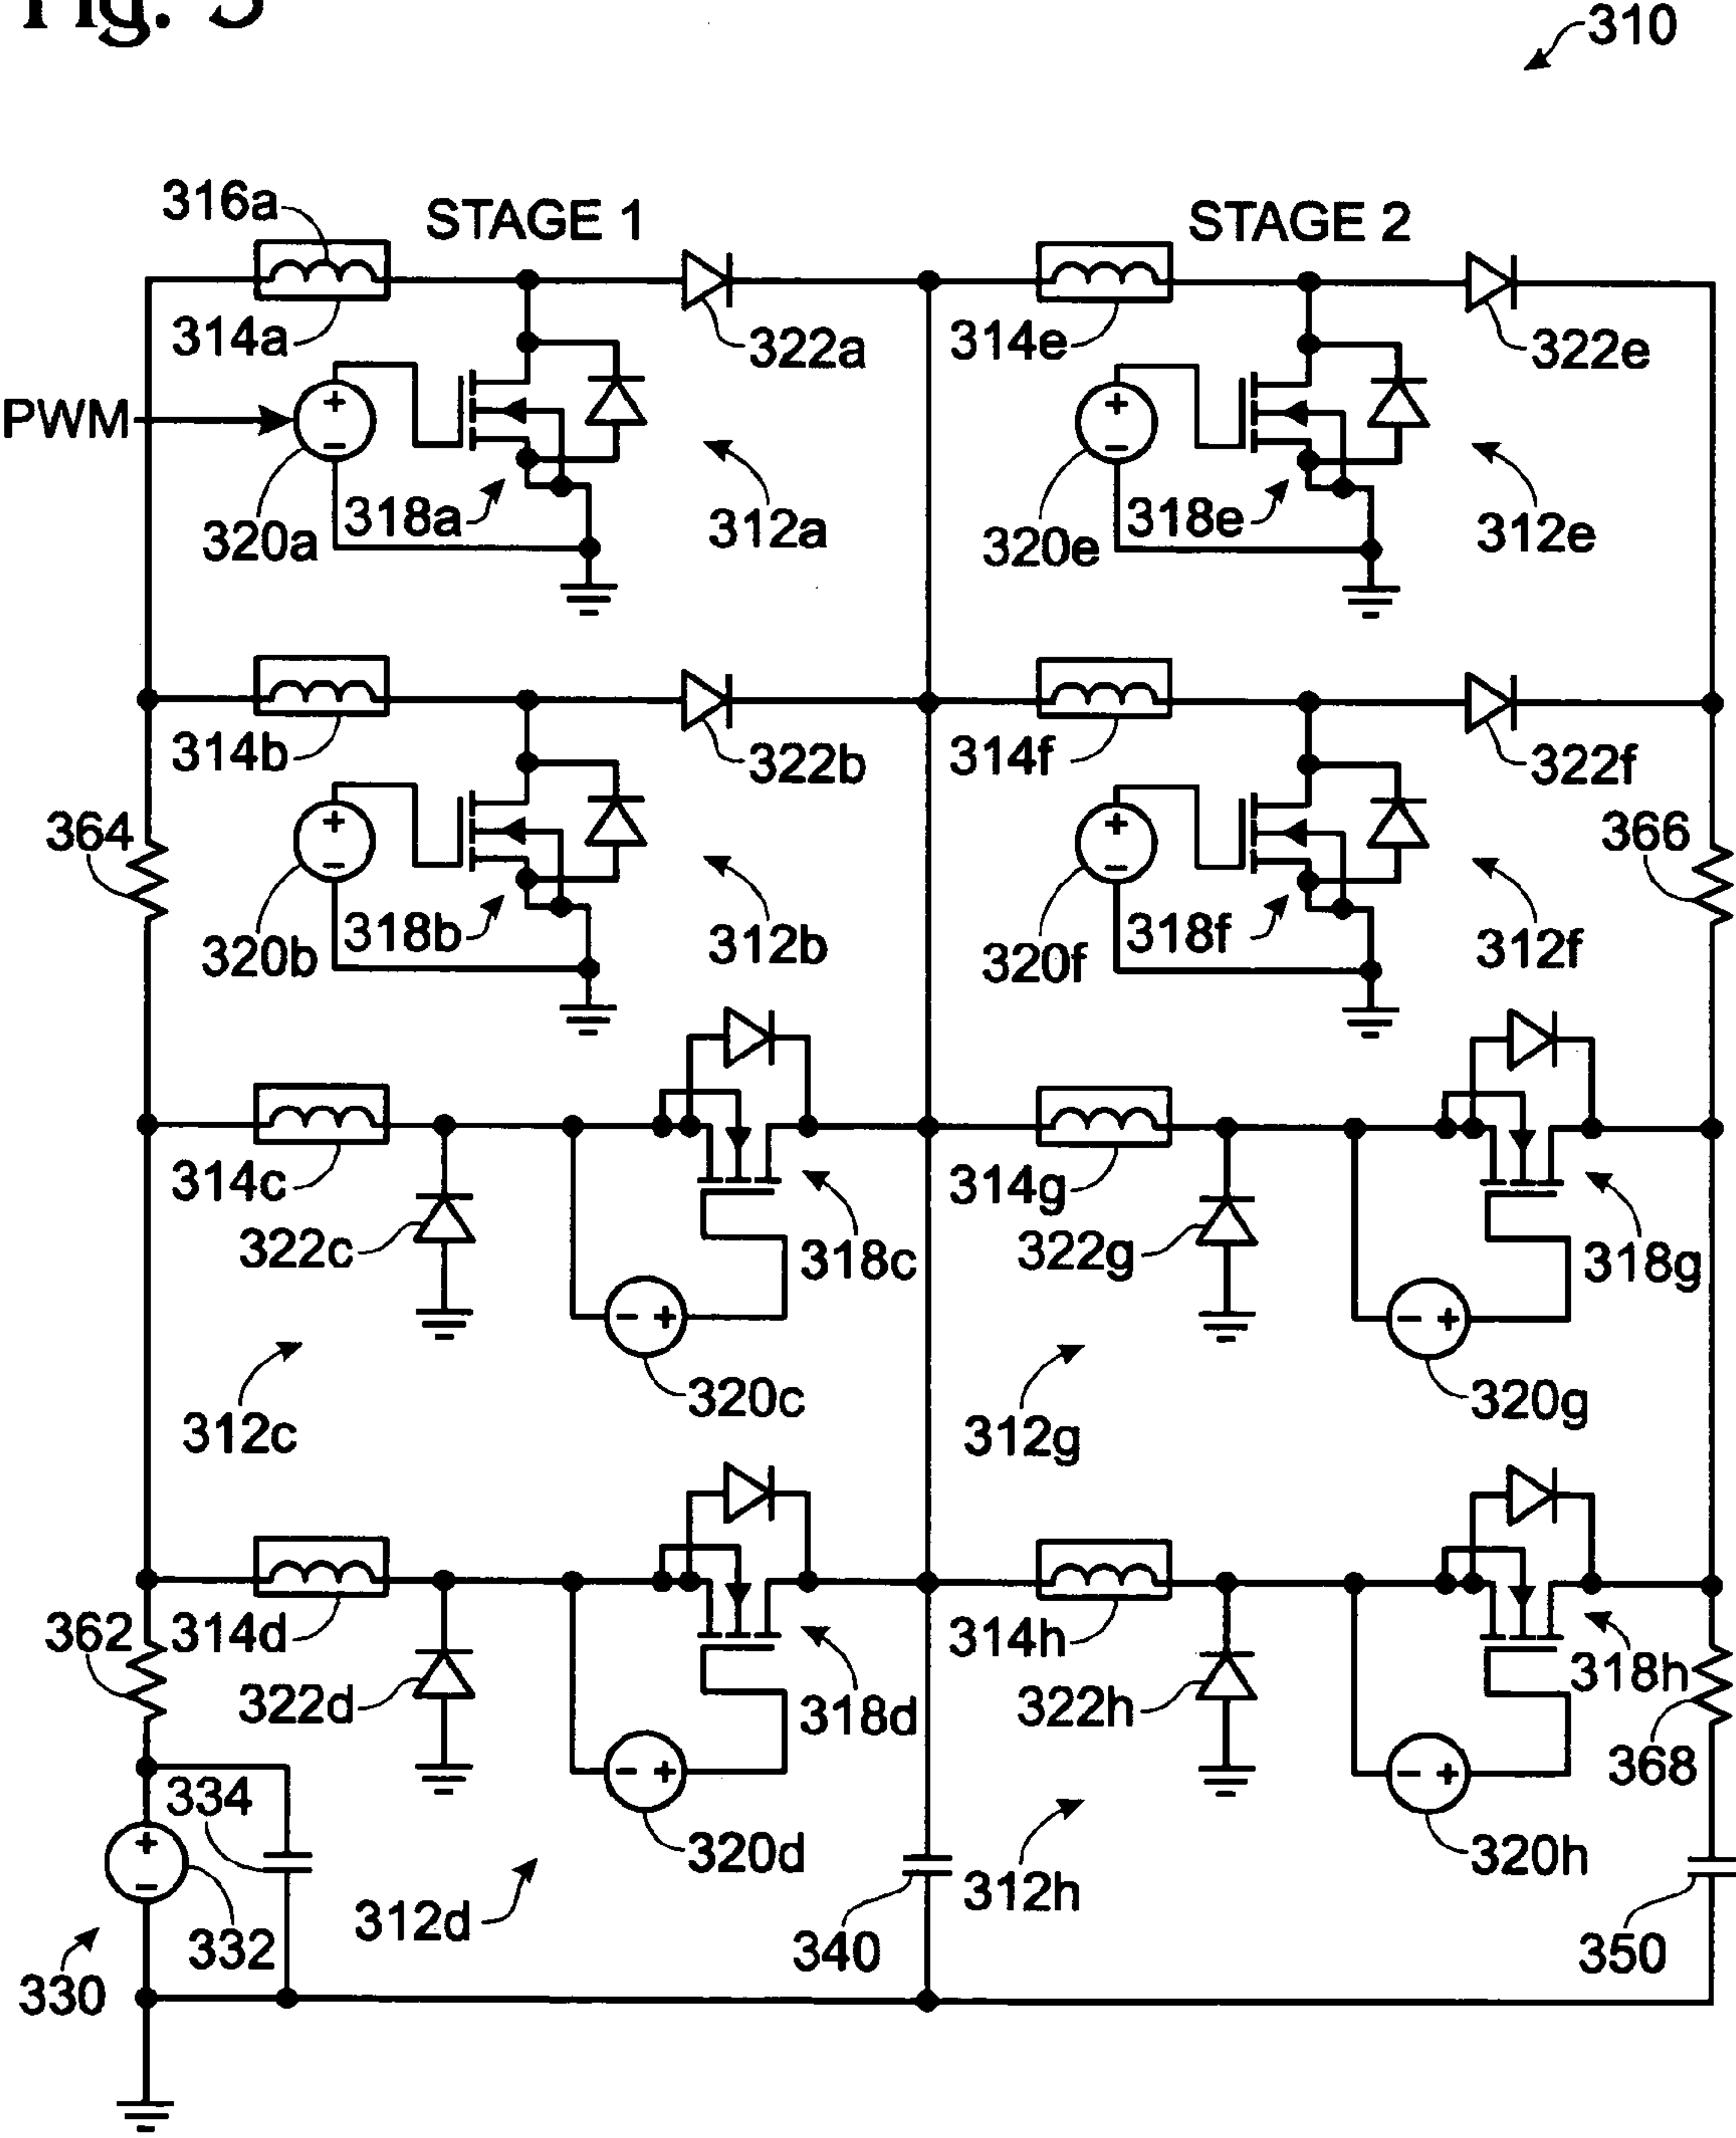 Fig. 3
310
316a
STAGE 1
STAGE 2
314a
322a
314e
322e
PWM
+
−
+
−
320a
318a
312a
320e
318e
312e
314b
322b
314f
322f
364
+
−
+
−
366
320b
318b
312b
320f
318f
312f
314c
322c
318c
314g
322g
318g
− +
− +
320c
320g
312c
312g
362
314d
322d
318d
314h
322h
318h
368
334
− +
− +
+
−
320d
320h
312d
312h
332
340
350
330